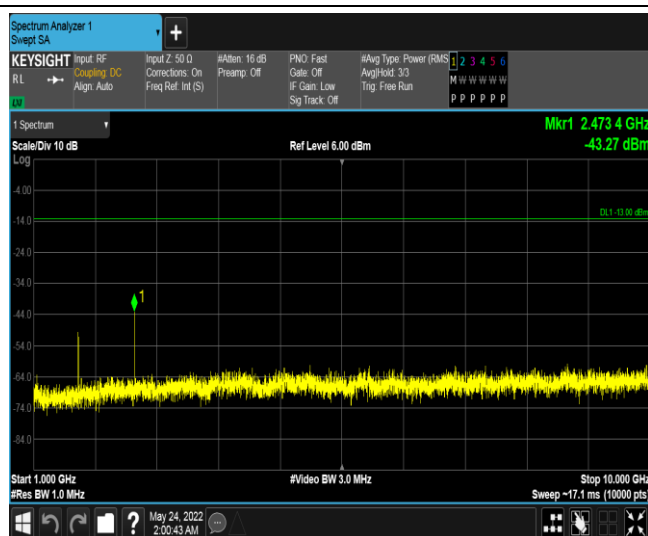 Spectrum Analyzer 1
Swept SA
KEYSIGHT
RL
Input: RF
Coupling: DC
Align: Auto
Input Z: 50 Ω
Corrections: On
Freq Ref: Int (S)
#Atten: 16 dB
Preamp: Off
PNO: Fast
Gate: Off
IF Gain: Low
Sig Track: Off
#Avg Type: Power (RMS
Avg|Hold: 3/3
Trig: Free Run
1 2 3 4 5 6
M W W W W W
P P P P P P
1 Spectrum
Mkr1 2.473 4 GHz
Scale/Div 10 dB
Ref Level 6.00 dBm
-43.27 dBm
Log
-4.00
DL1 -13.00 dBm
-14.0
-24.0
-34.0
1
-44.0
-54.0
-64.0
-74.0
-84.0
Start 1.000 GHz
#Video BW 3.0 MHz
Stop 10.000 GHz
#Res BW 1.0 MHz
Sweep ~17.1 ms (10000 pts)
?
May 24, 2022
2:00:43 AM